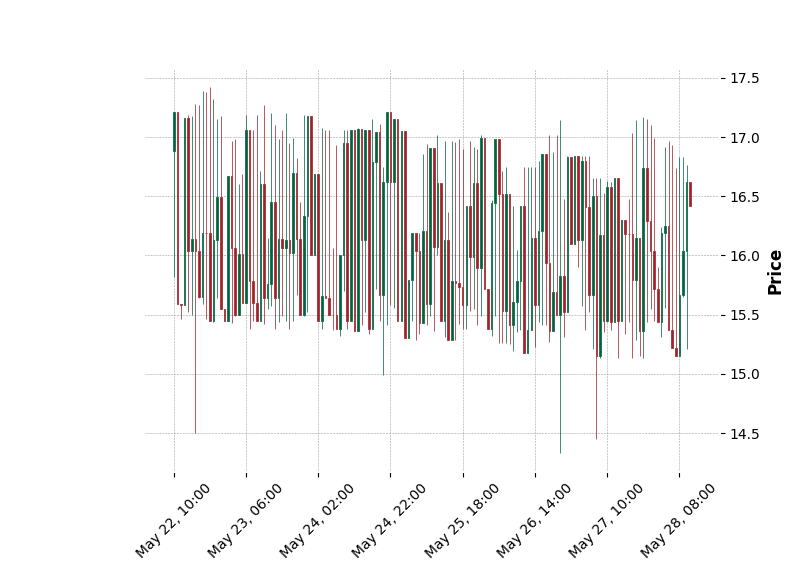 17.5
17.0
16.5
16.0
15.5
15.0
14.5
Price
May 22, 10:00
May 23, 06:00
May 24, 02:00
May 24, 22:00
May 25, 18:00
May 26, 14:00
May 27, 10:00
May 28, 08:00